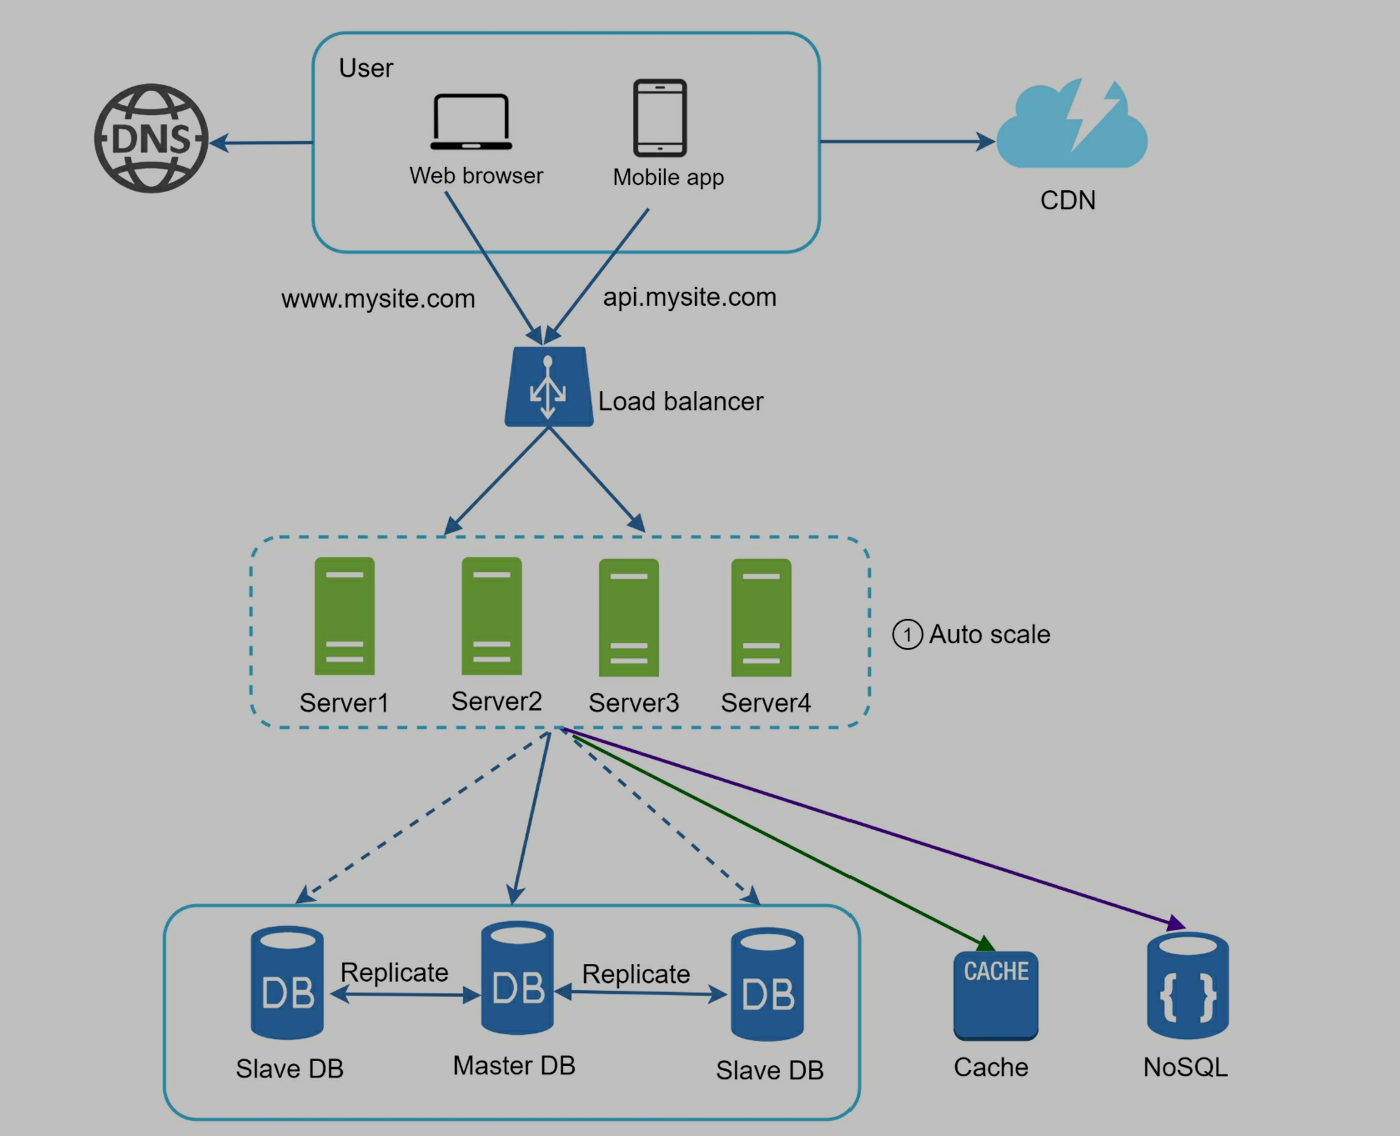 User
DNS
Web browser
Mobile app
CDN
www.mysite.com
api.mysite.com
Load balancer
Server1
Server2
Server3
Server4
1 Auto scale
Replicate
Replicate
DB
DB
DB
CACHE
{ }
Slave DB
Master DB
Slave DB
Cache
NoSQL